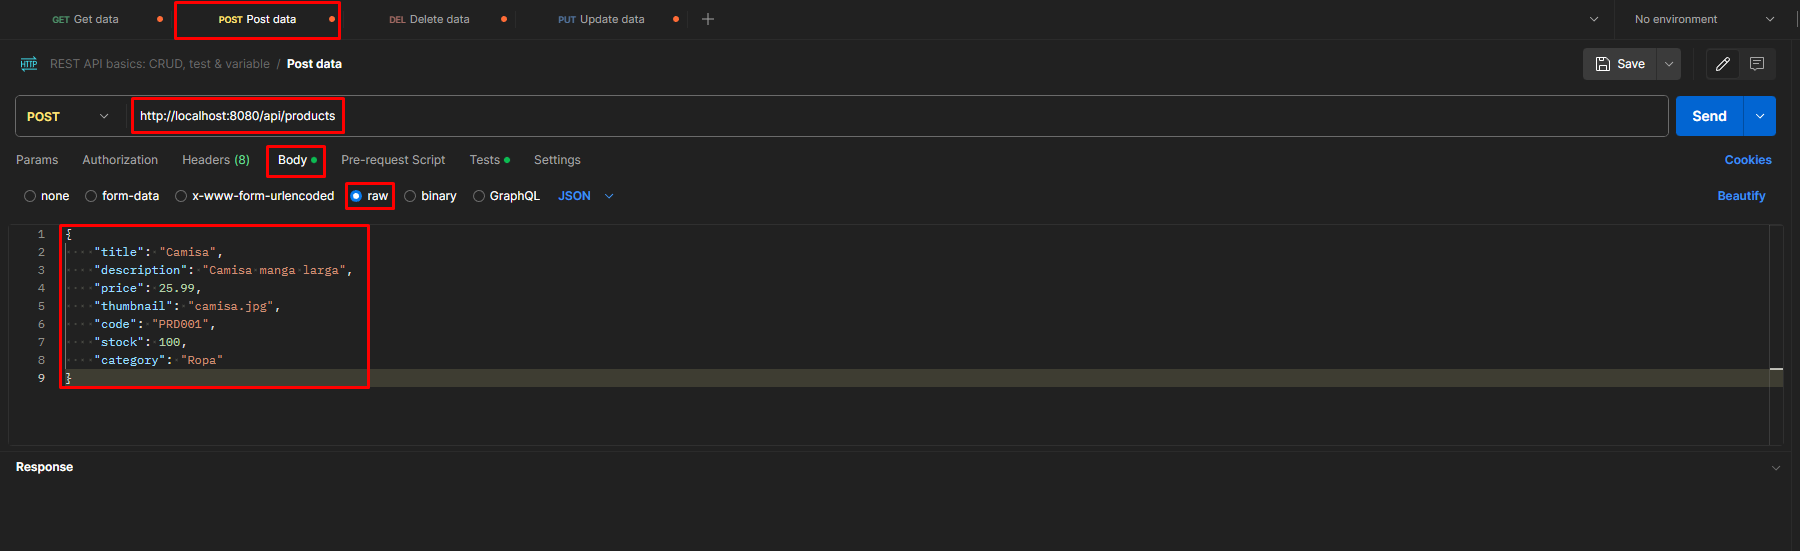 GET Get data POST Post data DEL Delete data PUT Update data No environment
HTTP REST API basics: CRUD, test & variable / Post data Save
POST http://localhost:8080/api/products Send
Params Authorization Headers (8) Body Pre-request Script Tests Settings Cookies
none form-data x-www-form-urlencoded raw binary GraphQL JSON Beautify
1 {
2 "title": "Camisa",
3 "description": "Camisa manga larga",
4 "price": 25.99,
5 "thumbnail": "camisa.jpg",
6 "code": "PRD001",
7 "stock": 100,
8 "category": "Ropa"
9 }
Response